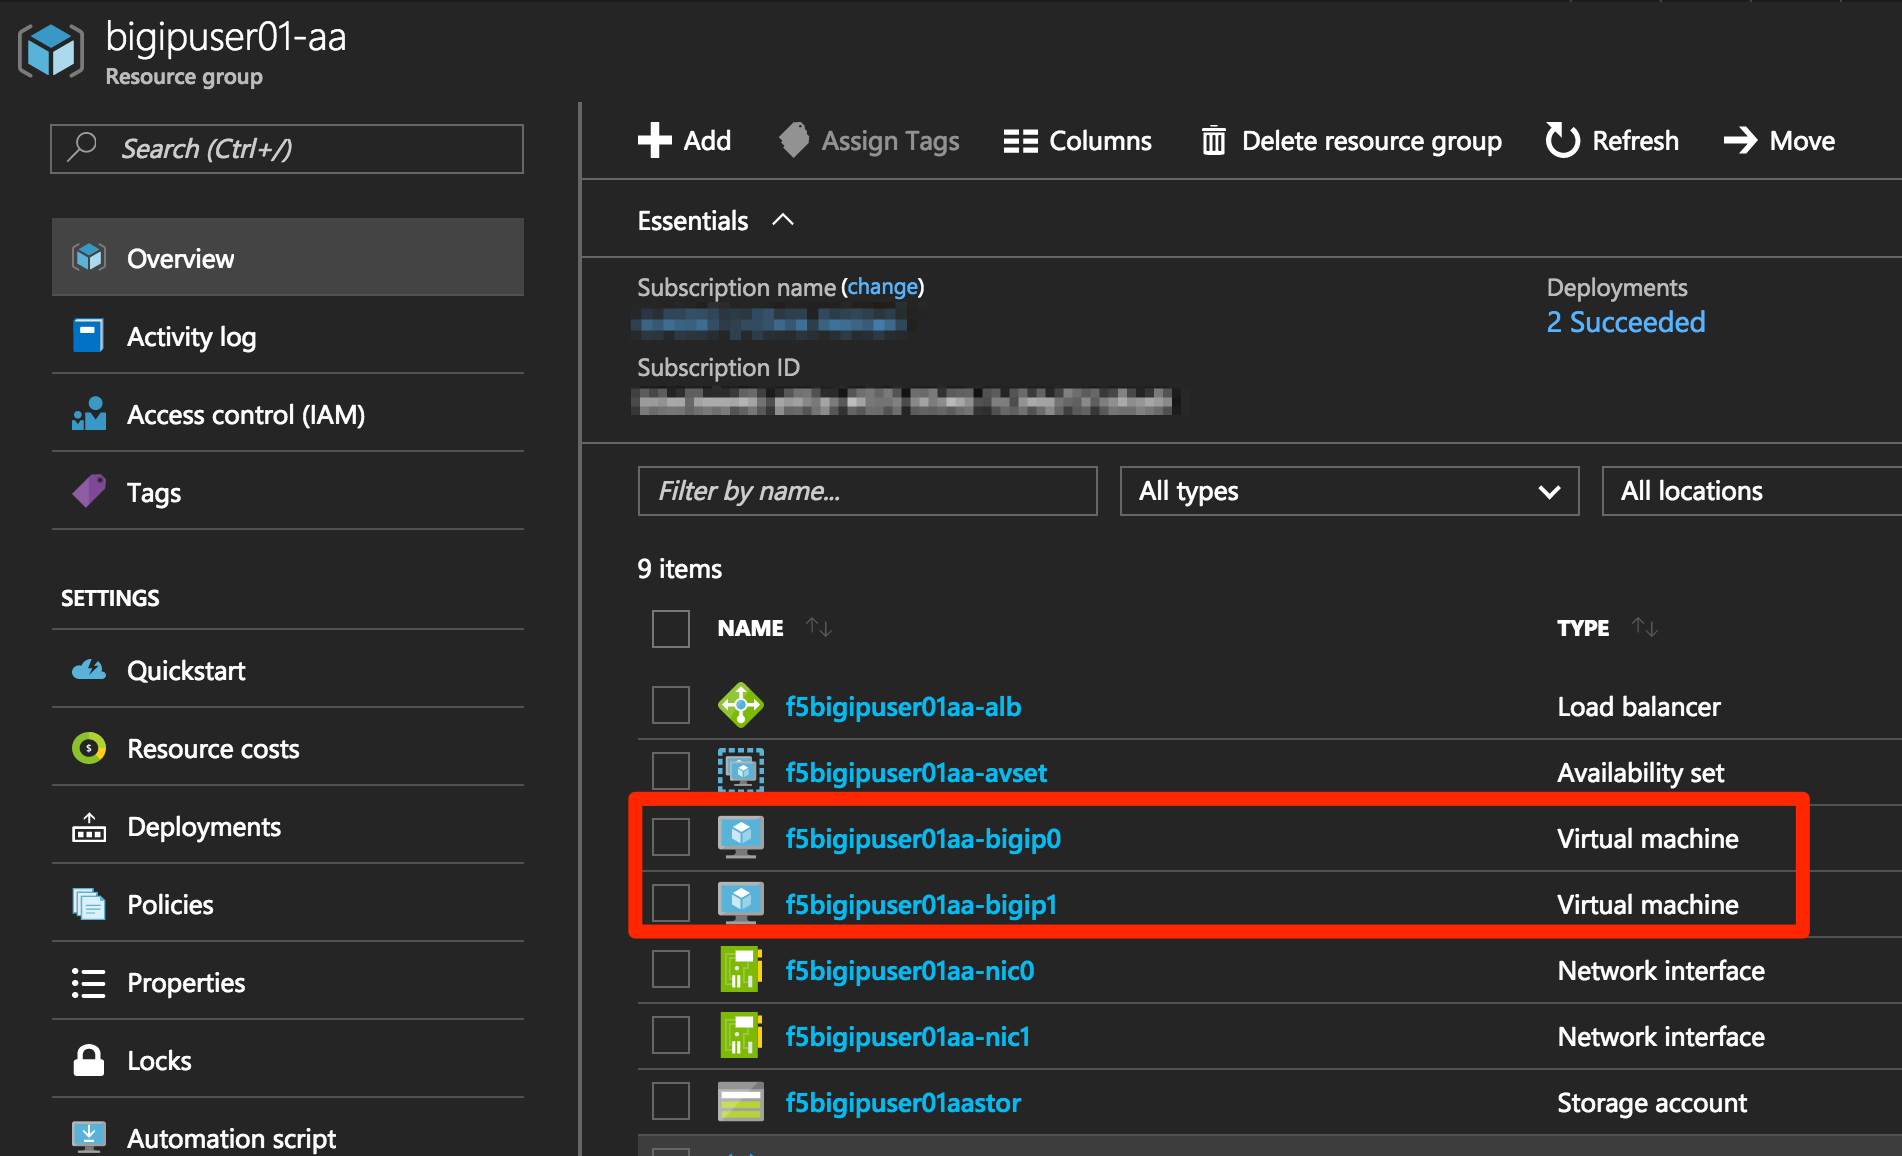 bigipuser01-aa
Resource group
Search (Ctrl+/)
Overview
Activity log
Access control (IAM)
Tags
SETTINGS
Quickstart
Resource costs
Deployments
Policies
Properties
Locks
Automation script
Add Assign Tags Columns Delete resource group Refresh Move
Essentials
Subscription name (change)
Deployments
2 Succeeded
Subscription ID
Filter by name... All types All locations
9 items
NAME TYPE
f5bigipuser01aa-alb Load balancer
f5bigipuser01aa-avset Availability set
f5bigipuser01aa-bigip0 Virtual machine
f5bigipuser01aa-bigip1 Virtual machine
f5bigipuser01aa-nic0 Network interface
f5bigipuser01aa-nic1 Network interface
f5bigipuser01aastor Storage account